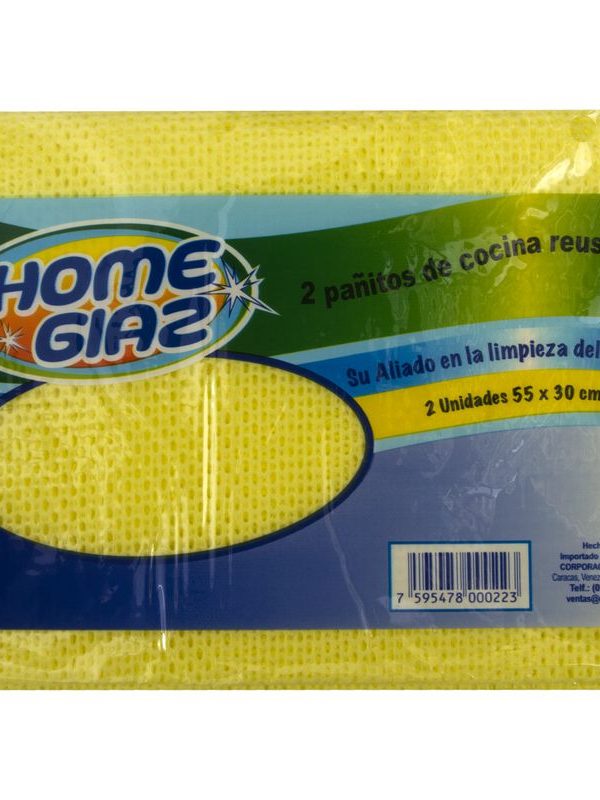 HOME
GIAZ
2 pañitos de cocina reus
Su Aliado en la limpieza del
2 Unidades 55 x 30 cm
Hech
Importado
CORPORAC
Caracas, Venez
Telf.: (0
ventas@
7 595478 000223